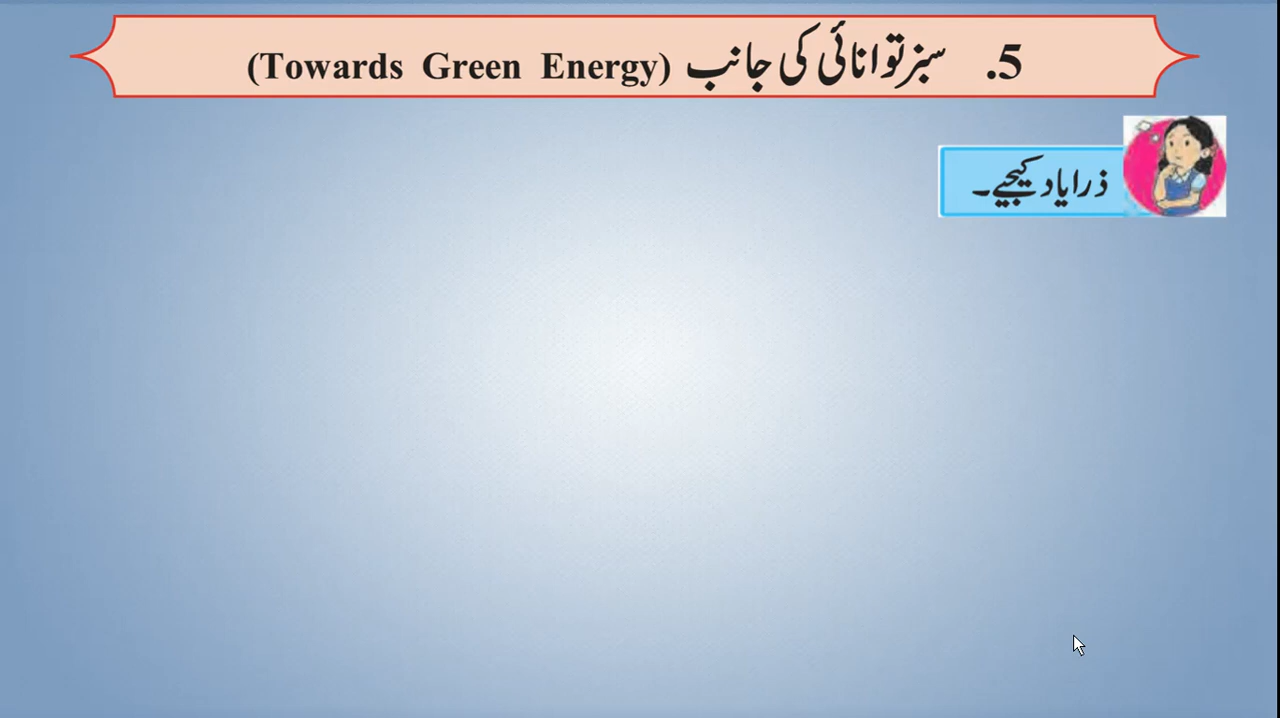 5. سبز توانائی کی جانب (Towards Green Energy)
ذرا یاد کیجیے۔